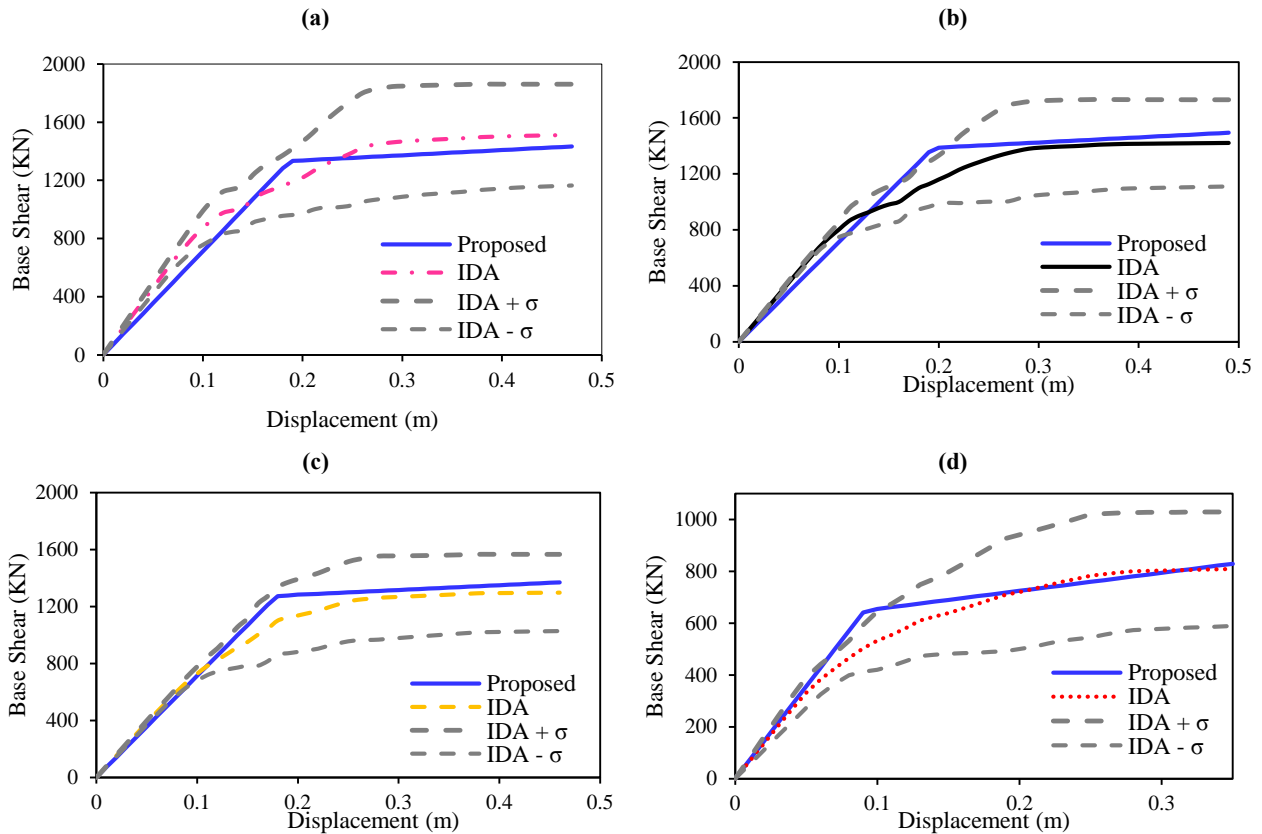 (a)
2000
1600
1200
800
400
0
Base Shear (KN)
Proposed
IDA
IDA + σ
IDA - σ
0 0.1 0.2 0.3 0.4 0.5
Displacement (m)
(b)
2000
1600
1200
800
400
0
Base Shear (KN)
Proposed
IDA
IDA + σ
IDA - σ
0 0.1 0.2 0.3 0.4 0.5
Displacement (m)
(c)
2000
1600
1200
800
400
0
Base Shear (KN)
Proposed
IDA
IDA + σ
IDA - σ
0 0.1 0.2 0.3 0.4 0.5
Displacement (m)
(d)
1000
800
600
400
200
0
Base Shear (KN)
Proposed
IDA
IDA + σ
IDA - σ
0 0.1 0.2 0.3
Displacement (m)